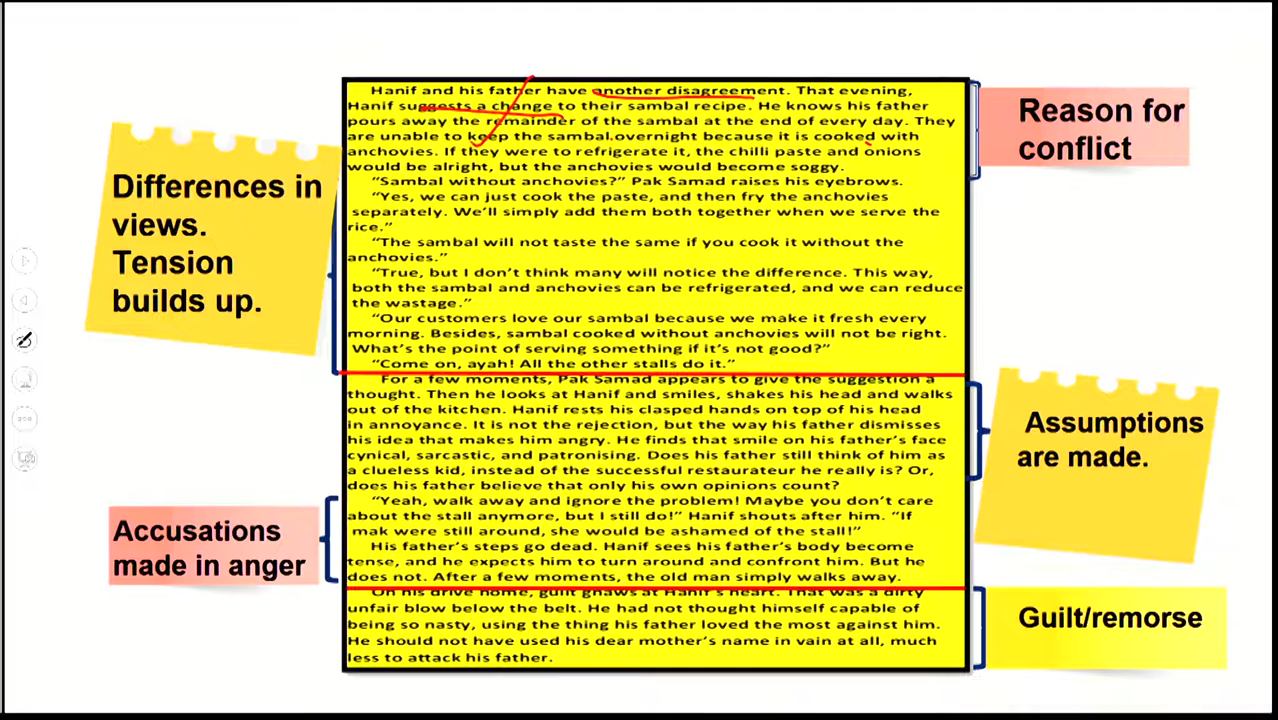 Hanif and his father have another disagreement. That evening,
Hanif suggests a change to their sambal recipe. He knows his father
pours away the remainder of the sambal at the end of every day. They
are unable to keep the sambal.overnight because it is cooked with
anchovies. If they were to refrigerate it, the chilli paste and onions
would be alright, but the anchovies would become soggy.
“Sambal without anchovies?” Pak Samad raises his eyebrows.
“Yes, we can just cook the paste, and then fry the anchovies
separately. We’ll simply add them both together when we serve the
rice.”
“The sambal will not taste the same if you cook it without the
anchovies.”
“True, but I don’t think many will notice the difference. This way,
both the sambal and anchovies can be refrigerated, and we can reduce
the wastage.”
“Our customers love our sambal because we make it fresh every
morning. Besides, sambal cooked without anchovies will not be right.
What’s the point of serving something if it’s not good?”
“Come on, ayah! All the other stalls do it.”
For a few moments, Pak Samad appears to give the suggestion a
thought. Then he looks at Hanif and smiles, shakes his head and walks
out of the kitchen. Hanif rests his clasped hands on top of his head
in annoyance. It is not the rejection, but the way his father dismisses
his idea that makes him angry. He finds that smile on his father’s face
cynical, sarcastic, and patronising. Does his father still think of him as
a clueless kid, instead of the successful restaurateur he really is? Or,
does his father believe that only his own opinions count?
“Yeah, walk away and ignore the problem! Maybe you don’t care
about the stall anymore, but I still do!” Hanif shouts after him. “If
mak were still around, she would be ashamed of the stall!”
His father’s steps go dead. Hanif sees his father’s body become
tense, and he expects him to turn around and confront him. But he
does not. After a few moments, the old man simply walks away.
On his drive home, guilt gnaws at Hanif’s heart. That was a dirty
unfair blow below the belt. He had not thought himself capable of
being so nasty, using the thing his father loved the most against him.
He should not have used his dear mother’s name in vain at all, much
less to attack his father.
Reason for
conflict
Differences in
views.
Tension
builds up.
Assumptions
are made.
Accusations
made in anger
Guilt/remorse